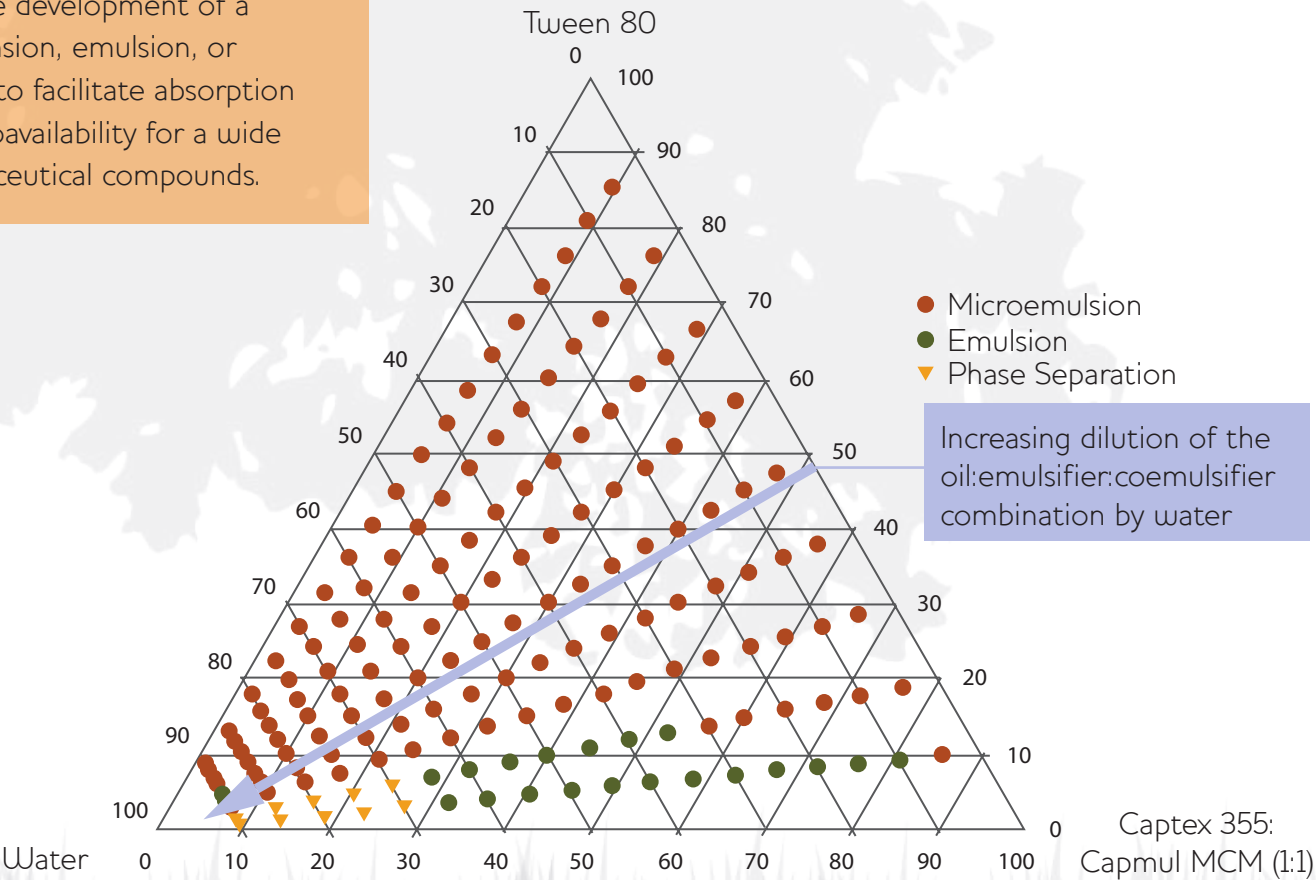 development of a
sion, emulsion, or
to facilitate absorption
availability for a wide
ceutical compounds.
Tween 80
0
100
10
90
20
80
30
70
40
60
50
50
60
40
70
30
80
20
90
10
100
0
Microemulsion
Emulsion
Phase Separation
Increasing dilution of the
oil:emulsifier:coemulsifier
combination by water
Water
0 10 20 30 40 50 60 70 80 90 100
Captex 355:
Capmul MCM (1:1)